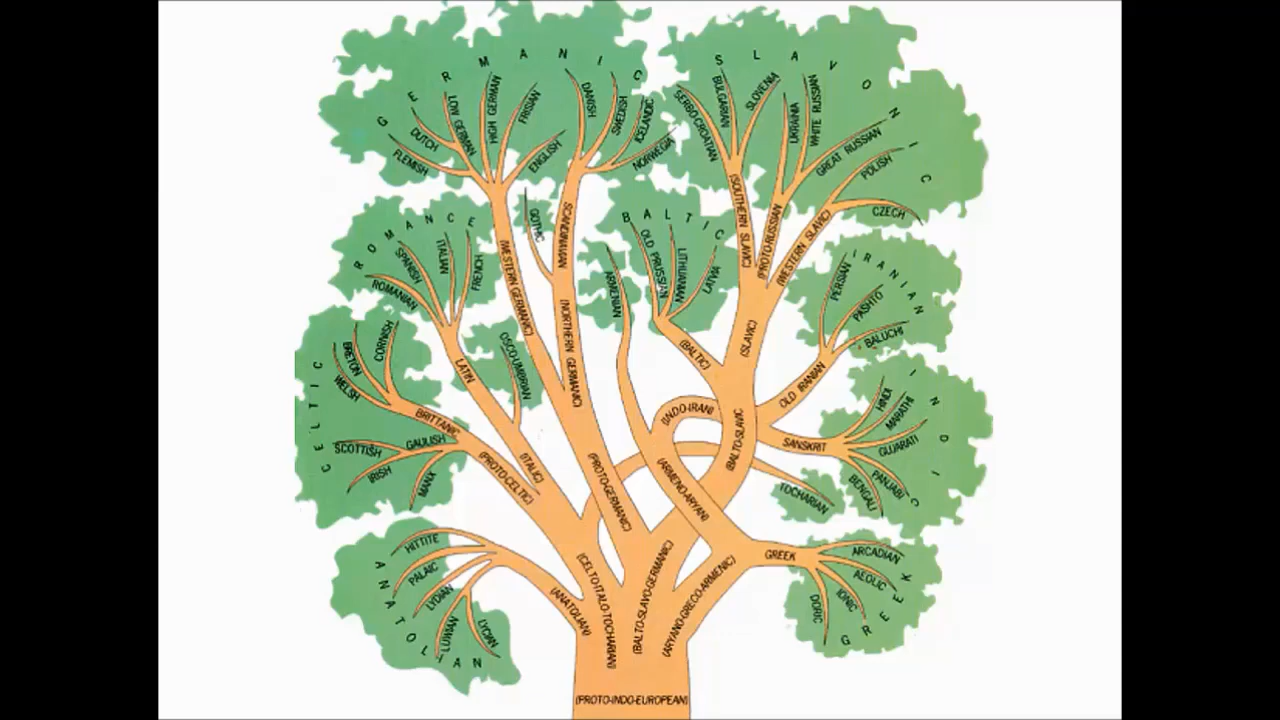 GERMANIC
FLEMISH
DUTCH
LOW GERMAN
HIGH GERMAN
FRISIAN
ENGLISH
DANISH
SWEDISH
ICELANDIC
NORWEGIA
GOTHIC
SCANDINAVIAN
(WESTERN GERMANIC)
(NORTHERN GERMANIC)
(PROTO-GERMANIC)
SLAVONIC
SERBO-CROATIAN
BULGARIAN
SLOVENIA
UKRAINIA
WHITE RUSSIAN
GREAT RUSSIAN
POLISH
CZECH
(SOUTHERN SLAVIC)
(PROTO-RUSSIAN)
(WESTERN SLAVIC)
(SLAVIC)
BALTIC
OLD PRUSSIAN
LITHUANIAN
LATVIA
(BALTIC)
(BALTO-SLAVIC
ARMENIAN
ROMANCE
ROMANIAN
SPANISH
ITALIAN
FRENCH
LATIN
OSCO-UMBRIAN
(ITALIC)
CELTIC
WELSH
BRETON
CORNISH
BRITTANIC
SCOTTISH
GAULISH
IRISH
MANX
(PROTO-CELTIC)
IRANIAN
PERSIAN
PASHTO
BALUCHI
OLD IRANIAN
(INDO-IRANI)
INDIC
HINDI
MARATHI
GUJARATI
PANJABI
BENGALI
SANSKRIT
TOCHARIAN
(ARMENO-ARYAN)
ANATOLIAN
HITTITE
PALAIC
LYDIAN
LUWIAN
LYCIAN
(ANATOLIAN)
GREEK
ARCADIAN
AEOLIC
IONIC
DORIC
GREEK
(CELTO-ITALO-TOCHARIAN)
(BALTO-SLAVO-GERMANIC)
(ARYANO-GRECO-ARMENIC)
(PROTO-INDO-EUROPEAN)